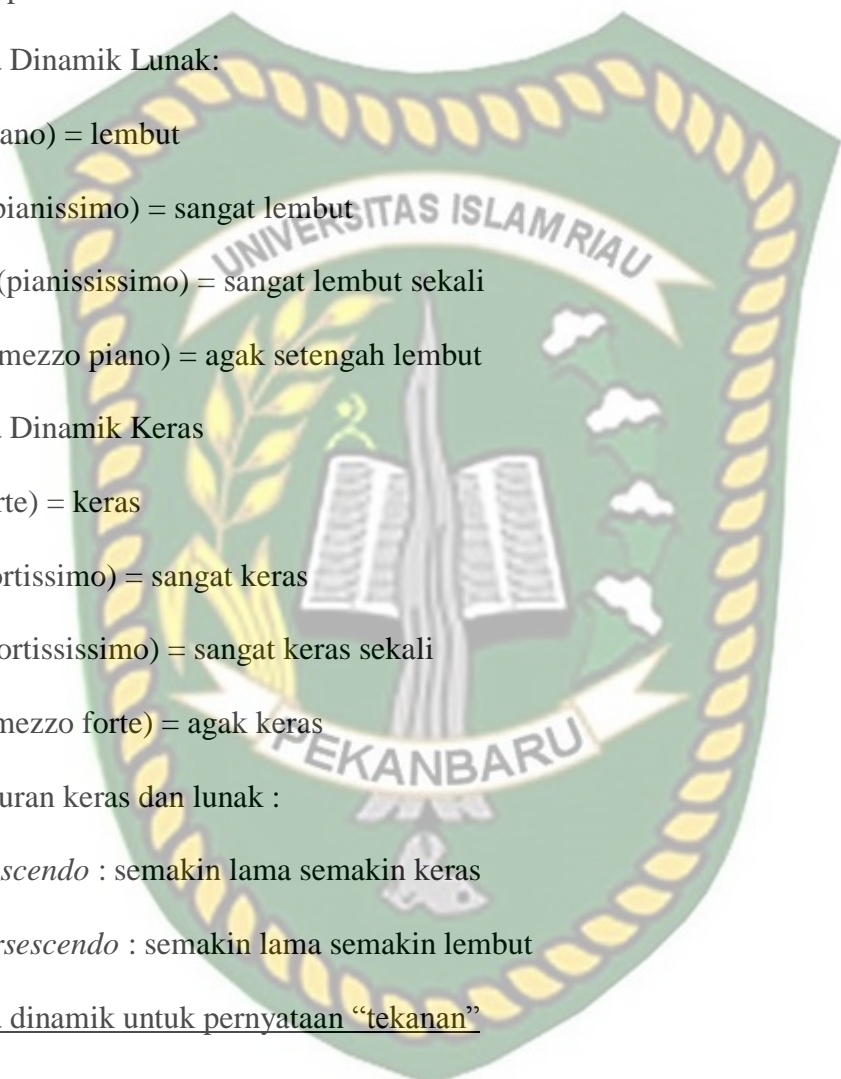 Dinamik Lunak:
ano) = lembut
pianissimo) = sangat lembut
UNIVERSITAS ISLAM RIAU
(pianississimo) = sangat lembut sekali
mezzo piano) = agak setengah lembut
Dinamik Keras
rte) = keras
ortissimo) = sangat keras
ortississimo) = sangat keras sekali
mezzo forte) = agak keras
PEKANBARU
uran keras dan lunak :
scendo : semakin lama semakin keras
rsescendo : semakin lama semakin lembut
dinamik untuk pernyataan “tekanan”